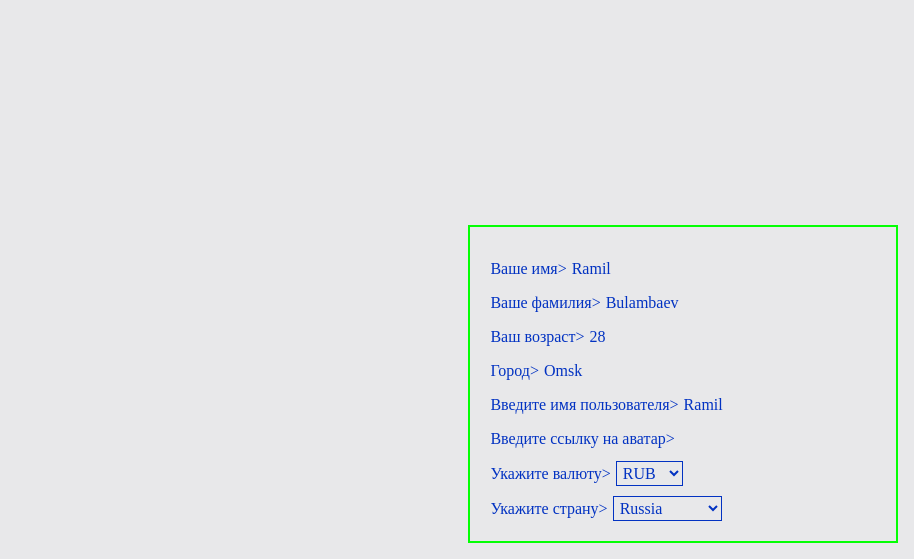 Ваше имя> Ramil
Ваше фамилия> Bulambaev
Ваш возраст> 28
Город> Omsk
Введите имя пользователя> Ramil
Введите ссылку на аватар>
Укажите валюту> RUB
Укажите страну> Russia